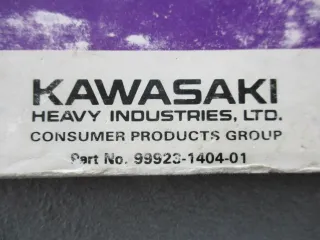 KAWASAKI
HEAVY INDUSTRIES, LTD.
CONSUMER PRODUCTS GROUP
Part No. 99923-1404-01